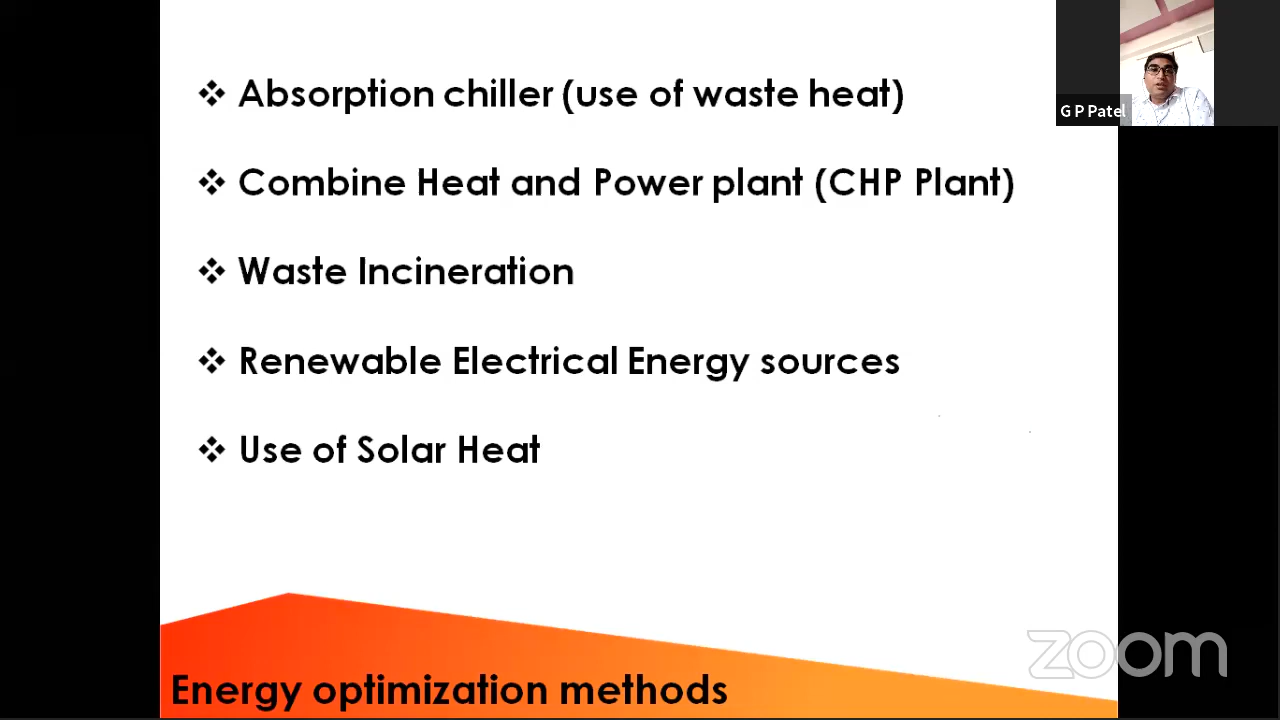 Absorption chiller (use of waste heat)
Combine Heat and Power plant (CHP Plant)
Waste Incineration
Renewable Electrical Energy sources
Use of Solar Heat
Energy optimization methods
G P Patel
zoom